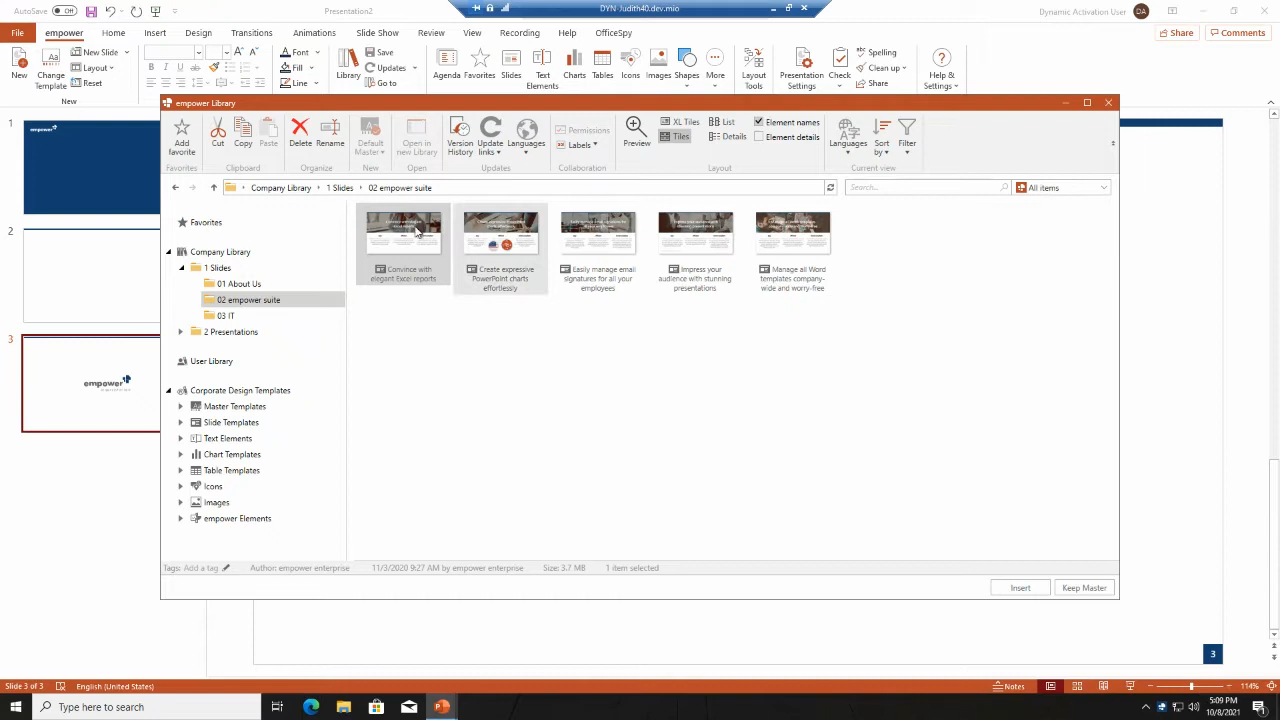 AutoSave Off
Presentation2
DYN-Judith40.dev.mio
Dynamic Activation User DA
File empower Home Insert Design Transitions Animations Slide Show Review View Recording Help OfficeSpy
Share Comments
New
Change Template
New Slide
Layout
Reset
New
Font
Fill
Line
Library
Save
Updates
Go to
Agenda
Favorites
Slides
Text Elements
Charts
Tables
Icons
Images
Shapes
More
Layout Tools
Presentation Settings
Check
Spelling
Clean up
Share
Help & Settings
empower Library
Add favorite
Cut
Copy
Paste
Delete
Rename
Default Master
Open in new Library
Version History
Update links
Languages
Permissions
Labels
Preview
XL Tiles
Tiles
List
Details
Element names
Element details
Languages
Sort by
Filter
Favorites Clipboard Organize New Open Updates Collaboration Layout Current view
Company Library 1 Slides 02 empower suite
Search...
All items
Favorites
Company Library
1 Slides
01 About Us
02 empower suite
03 IT
2 Presentations
User Library
Corporate Design Templates
Master Templates
Slide Templates
Text Elements
Chart Templates
Table Templates
Icons
Images
empower Elements
Convince with
elegant Excel reports
Create expressive
PowerPoint charts
effortlessly
Easily manage email
signatures for all your
employees
Impress your
audience with stunning
presentations
Manage all Word
templates company-
wide and worry-free
Tags: Add a tag
Author: empower enterprise
11/3/2020 9:27 AM by empower enterprise
Size: 3.7 MB
1 item selected
Insert
Keep Master
1
empower
3
empower
3
Slide 3 of 3
English (United States)
Notes
114%
Type here to search
5:09 PM
10/8/2021
1